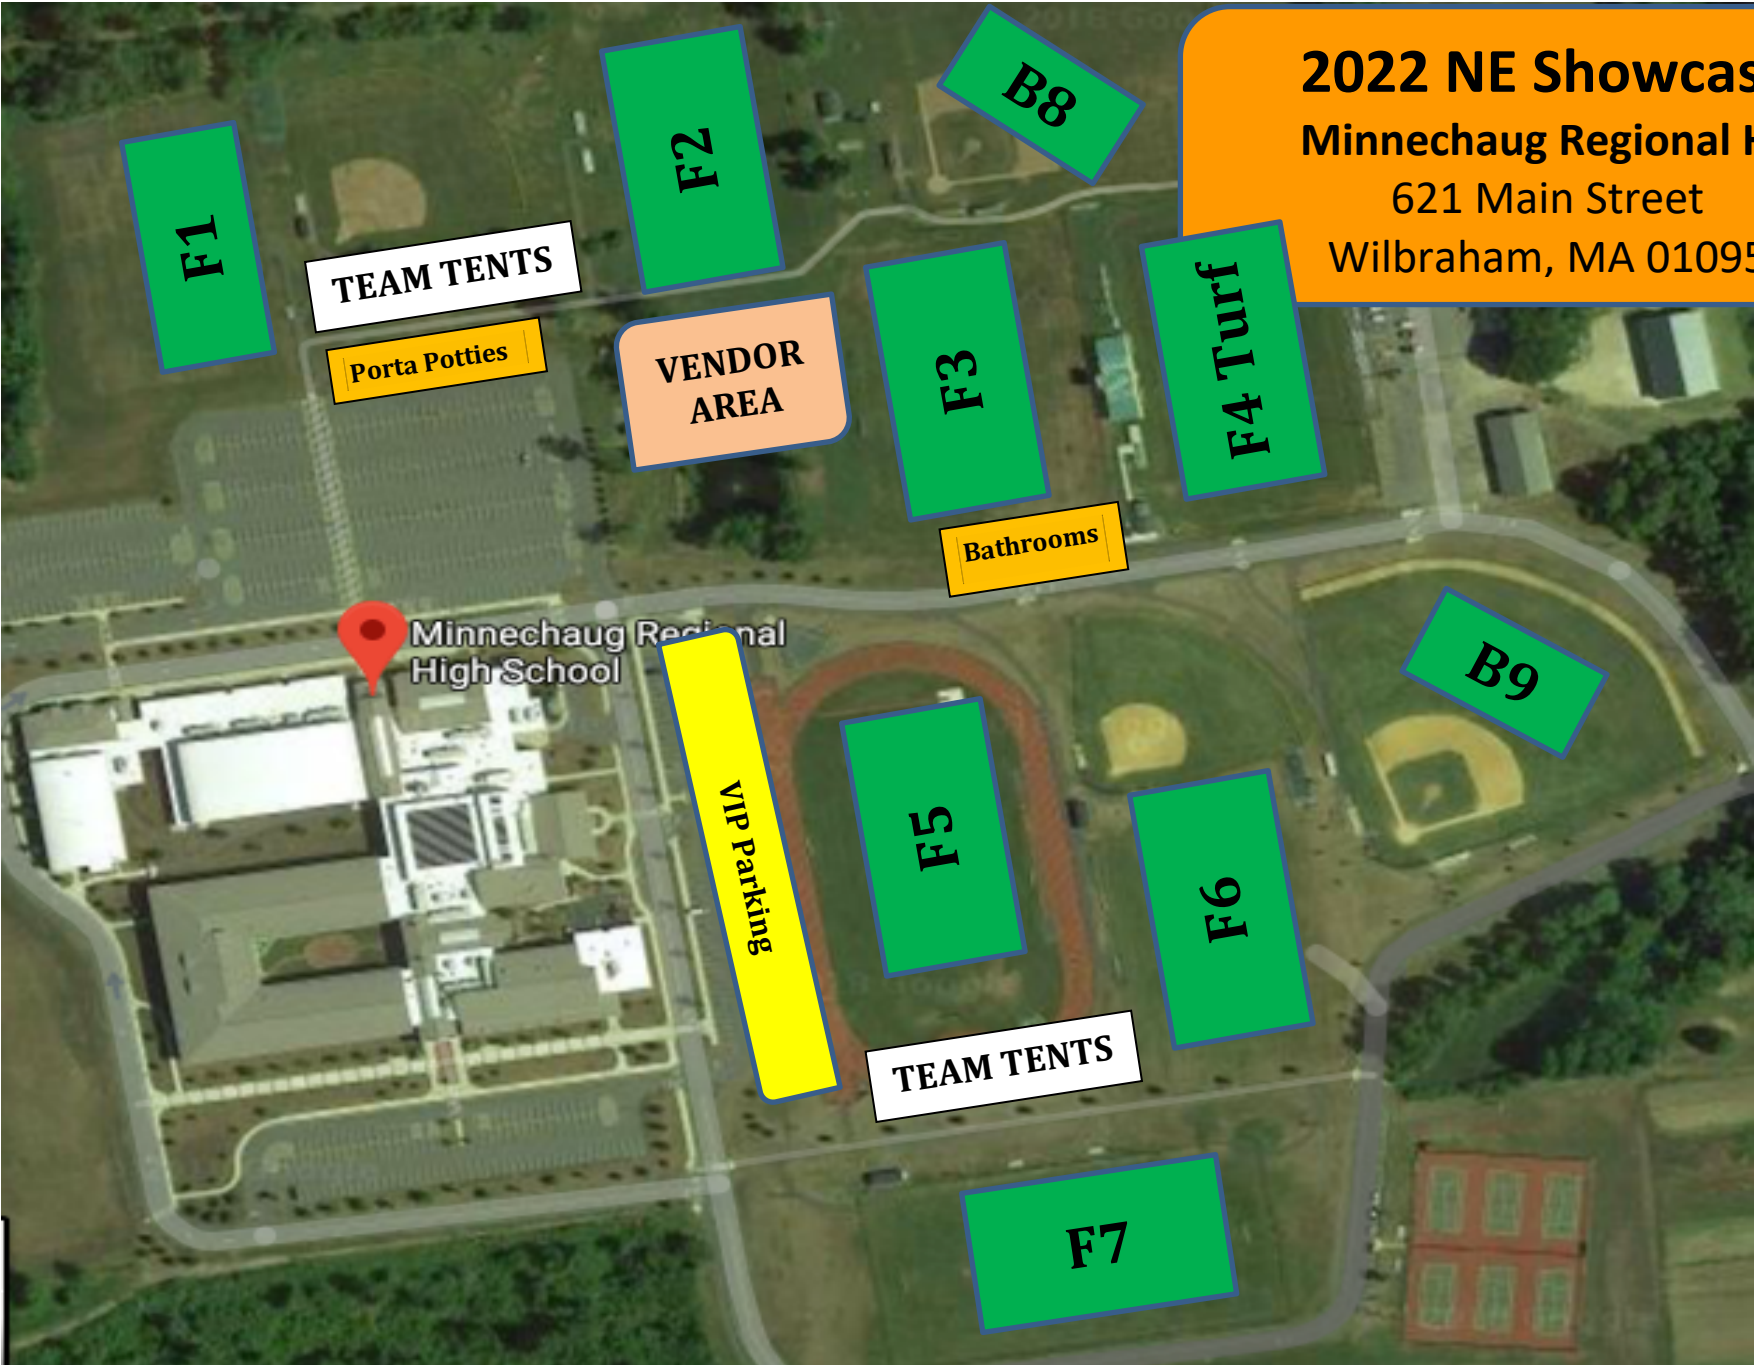 2022 NE Showcas
Minnechaug Regional H
621 Main Street
Wilbraham, MA 01095
B8
F2
F1
TEAM TENTS
Porta Potties
VENDOR
AREA
F3
F4 Turf
Bathrooms
Minnechaug Regional
High School
B9
VIP Parking
F5
F6
TEAM TENTS
F7